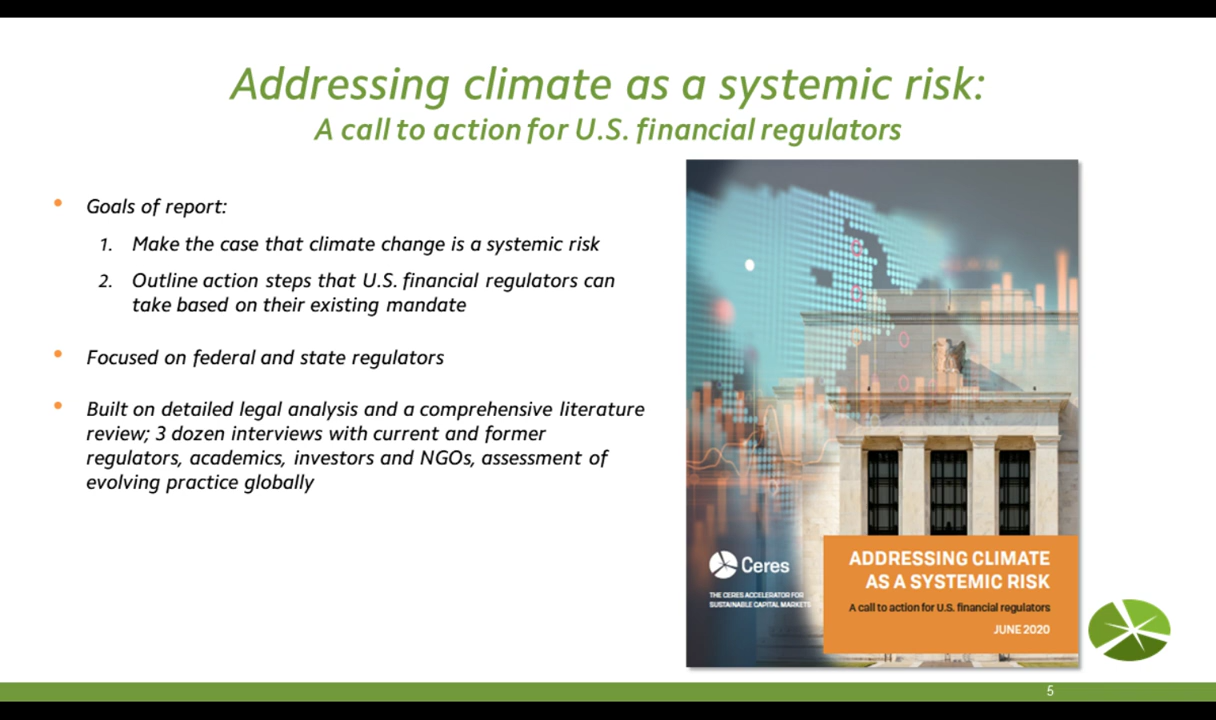 Addressing climate as a systemic risk:
A call to action for U.S. financial regulators
• Goals of report:
1. Make the case that climate change is a systemic risk
2. Outline action steps that U.S. financial regulators can
take based on their existing mandate
• Focused on federal and state regulators
• Built on detailed legal analysis and a comprehensive literature
review; 3 dozen interviews with current and former
regulators, academics, investors and NGOs, assessment of
evolving practice globally
Ceres
THE CERES ACCELERATOR FOR
SUSTAINABLE CAPITAL MARKETS
ADDRESSING CLIMATE
AS A SYSTEMIC RISK
A call to action for U.S. financial regulators
JUNE 2020
5